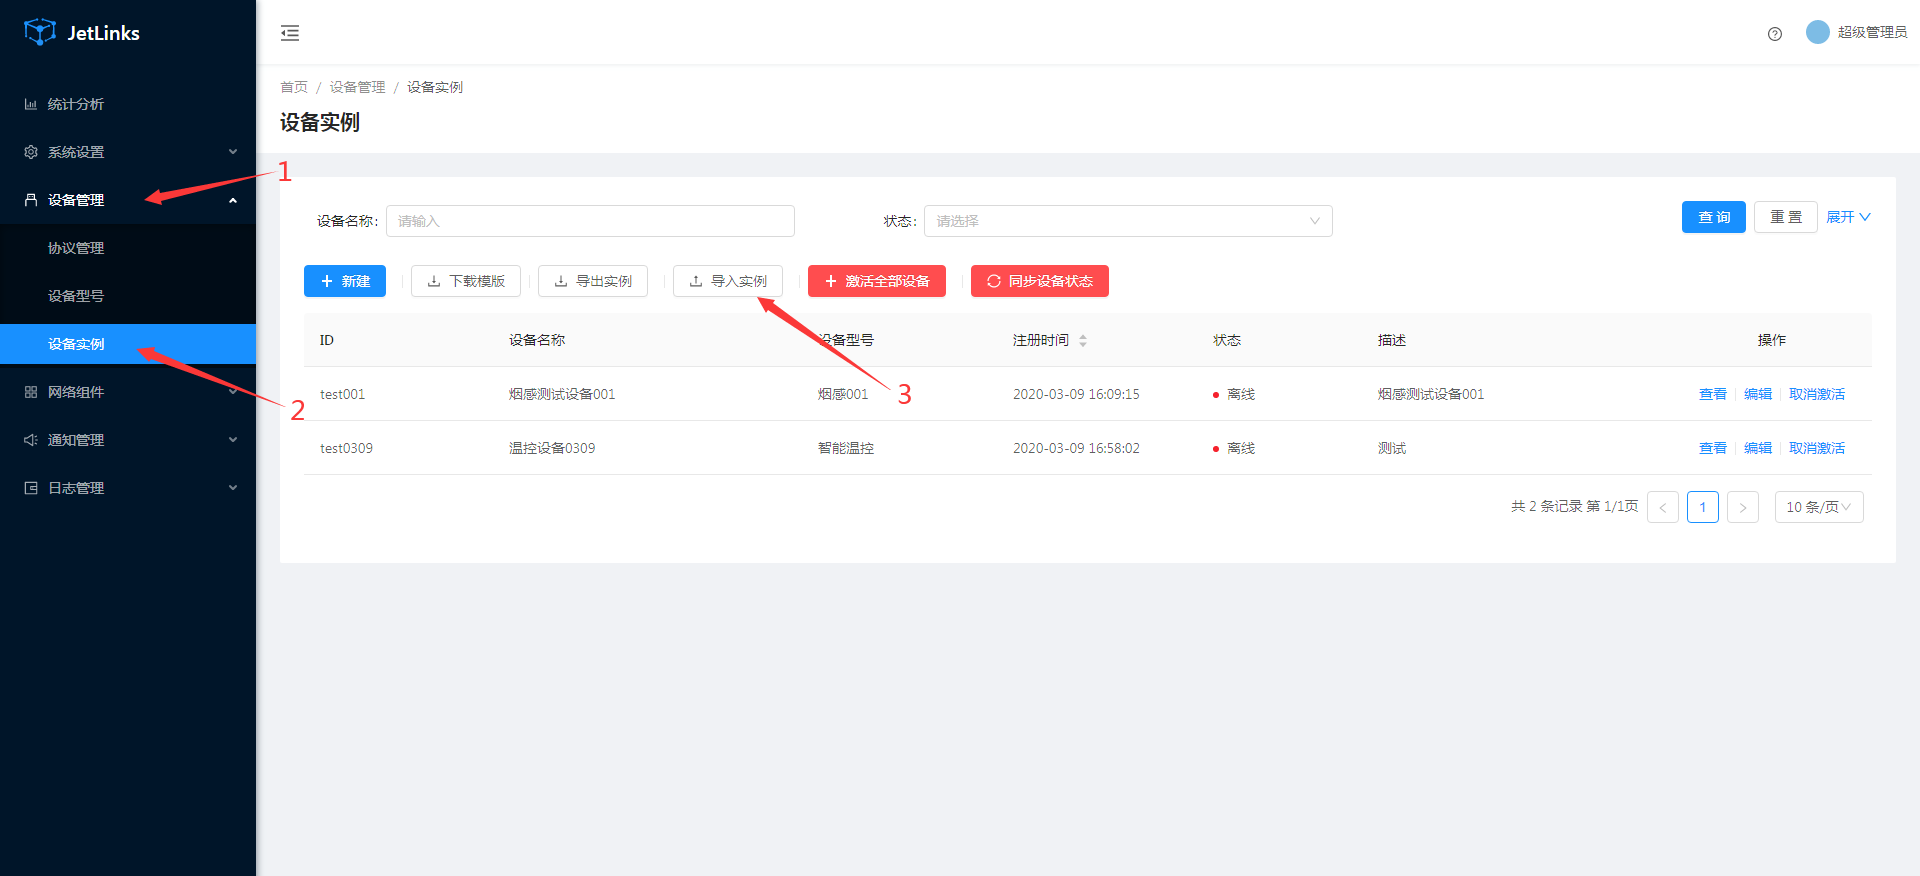 JetLinks
超级管理员
统计分析
系统设置
设备管理
协议管理
设备型号
设备实例
网络组件
通知管理
日志管理
首页 / 设备管理 / 设备实例
设备实例
1
2
3
设备名称: 请输入 状态: 请选择 查 询 重 置 展开
新建 下载模版 导出实例 导入实例 激活全部设备 同步设备状态
ID 设备名称 设备型号 注册时间 状态 描述 操作
test001 烟感测试设备001 烟感001 2020-03-09 16:09:15 离线 烟感测试设备001 查看 编辑 取消激活
test0309 温控设备0309 智能温控 2020-03-09 16:58:02 离线 测试 查看 编辑 取消激活
共 2 条记录 第 1/1页 < 1 > 10 条/页